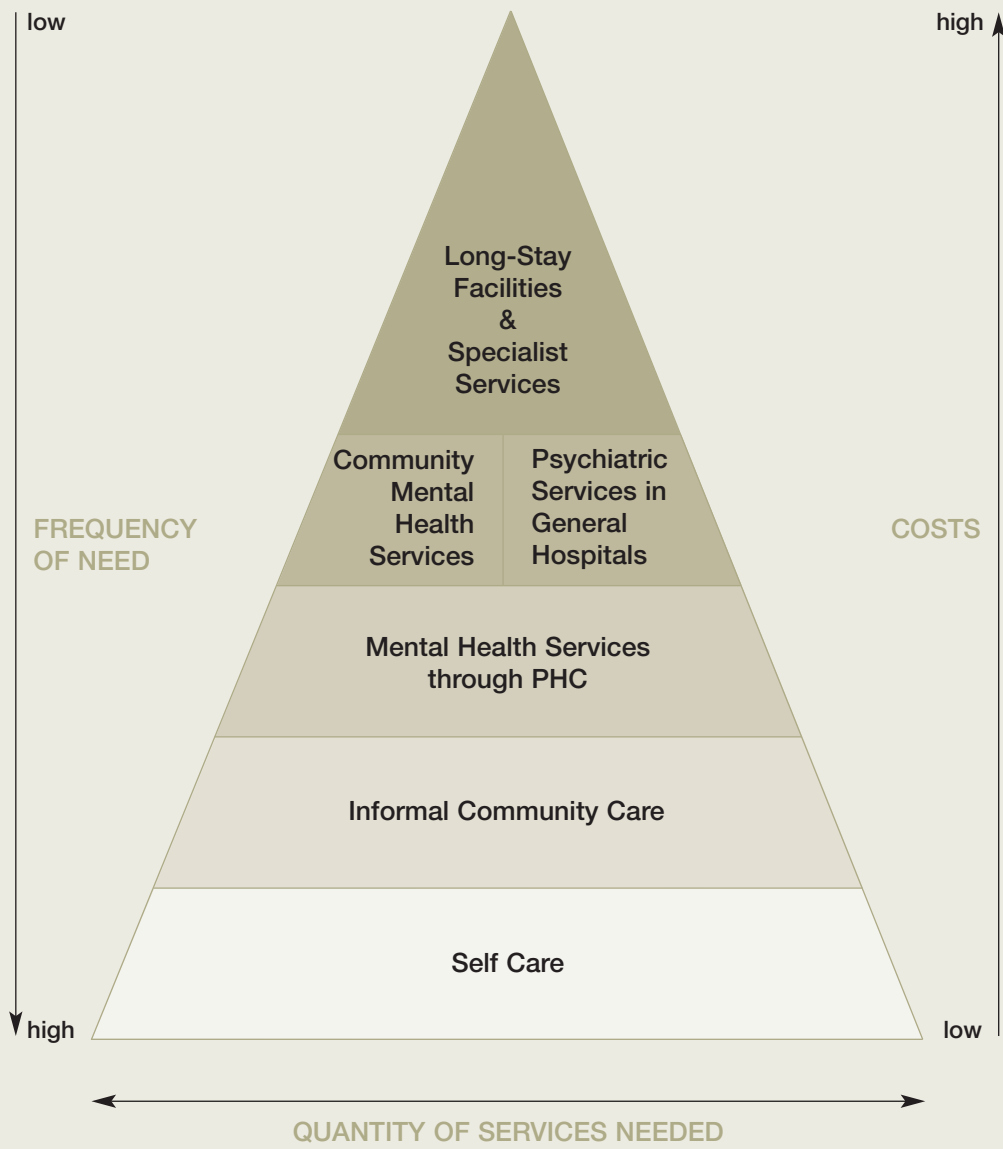 low
high
Long-Stay
Facilities
&
Specialist
Services
Community
Mental
Health
Services
Psychiatric
Services in
General
Hospitals
FREQUENCY
OF NEED
COSTS
Mental Health Services
through PHC
Informal Community Care
Self Care
high
low
QUANTITY OF SERVICES NEEDED